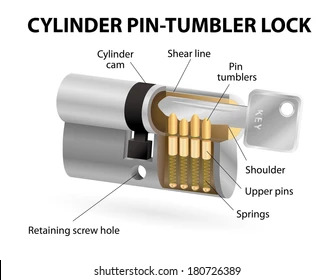 CYLINDER PIN-TUMBLER LOCK
Cylinder
cam
Shear line
Pin
tumblers
KEY
Shoulder
Upper pins
Springs
Retaining screw hole
shutterstock.com · 180726389